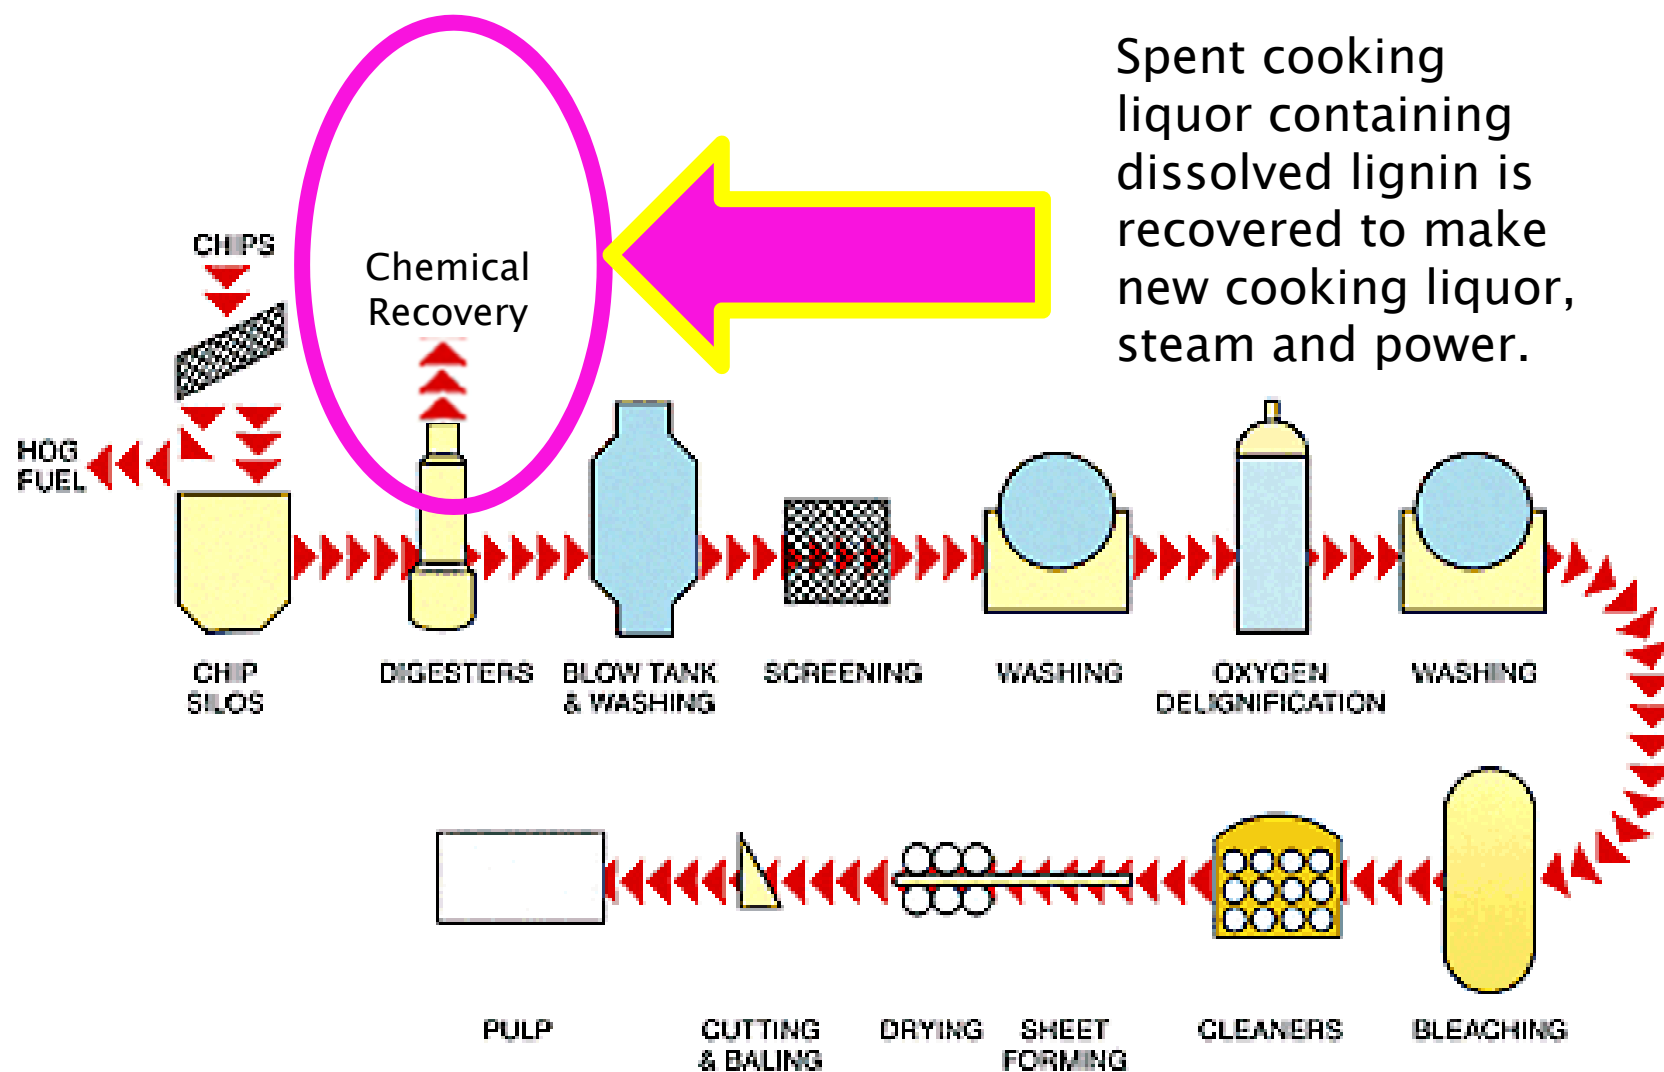 Spent cooking
liquor containing
dissolved lignin is
recovered to make
new cooking liquor,
steam and power.
CHIPS
Chemical
Recovery
HOG
FUEL
CHIP
SILOS
DIGESTERS
BLOW TANK
& WASHING
SCREENING
WASHING
OXYGEN
DELIGNIFICATION
WASHING
PULP
CUTTING
& BALING
DRYING
SHEET
FORMING
CLEANERS
BLEACHING